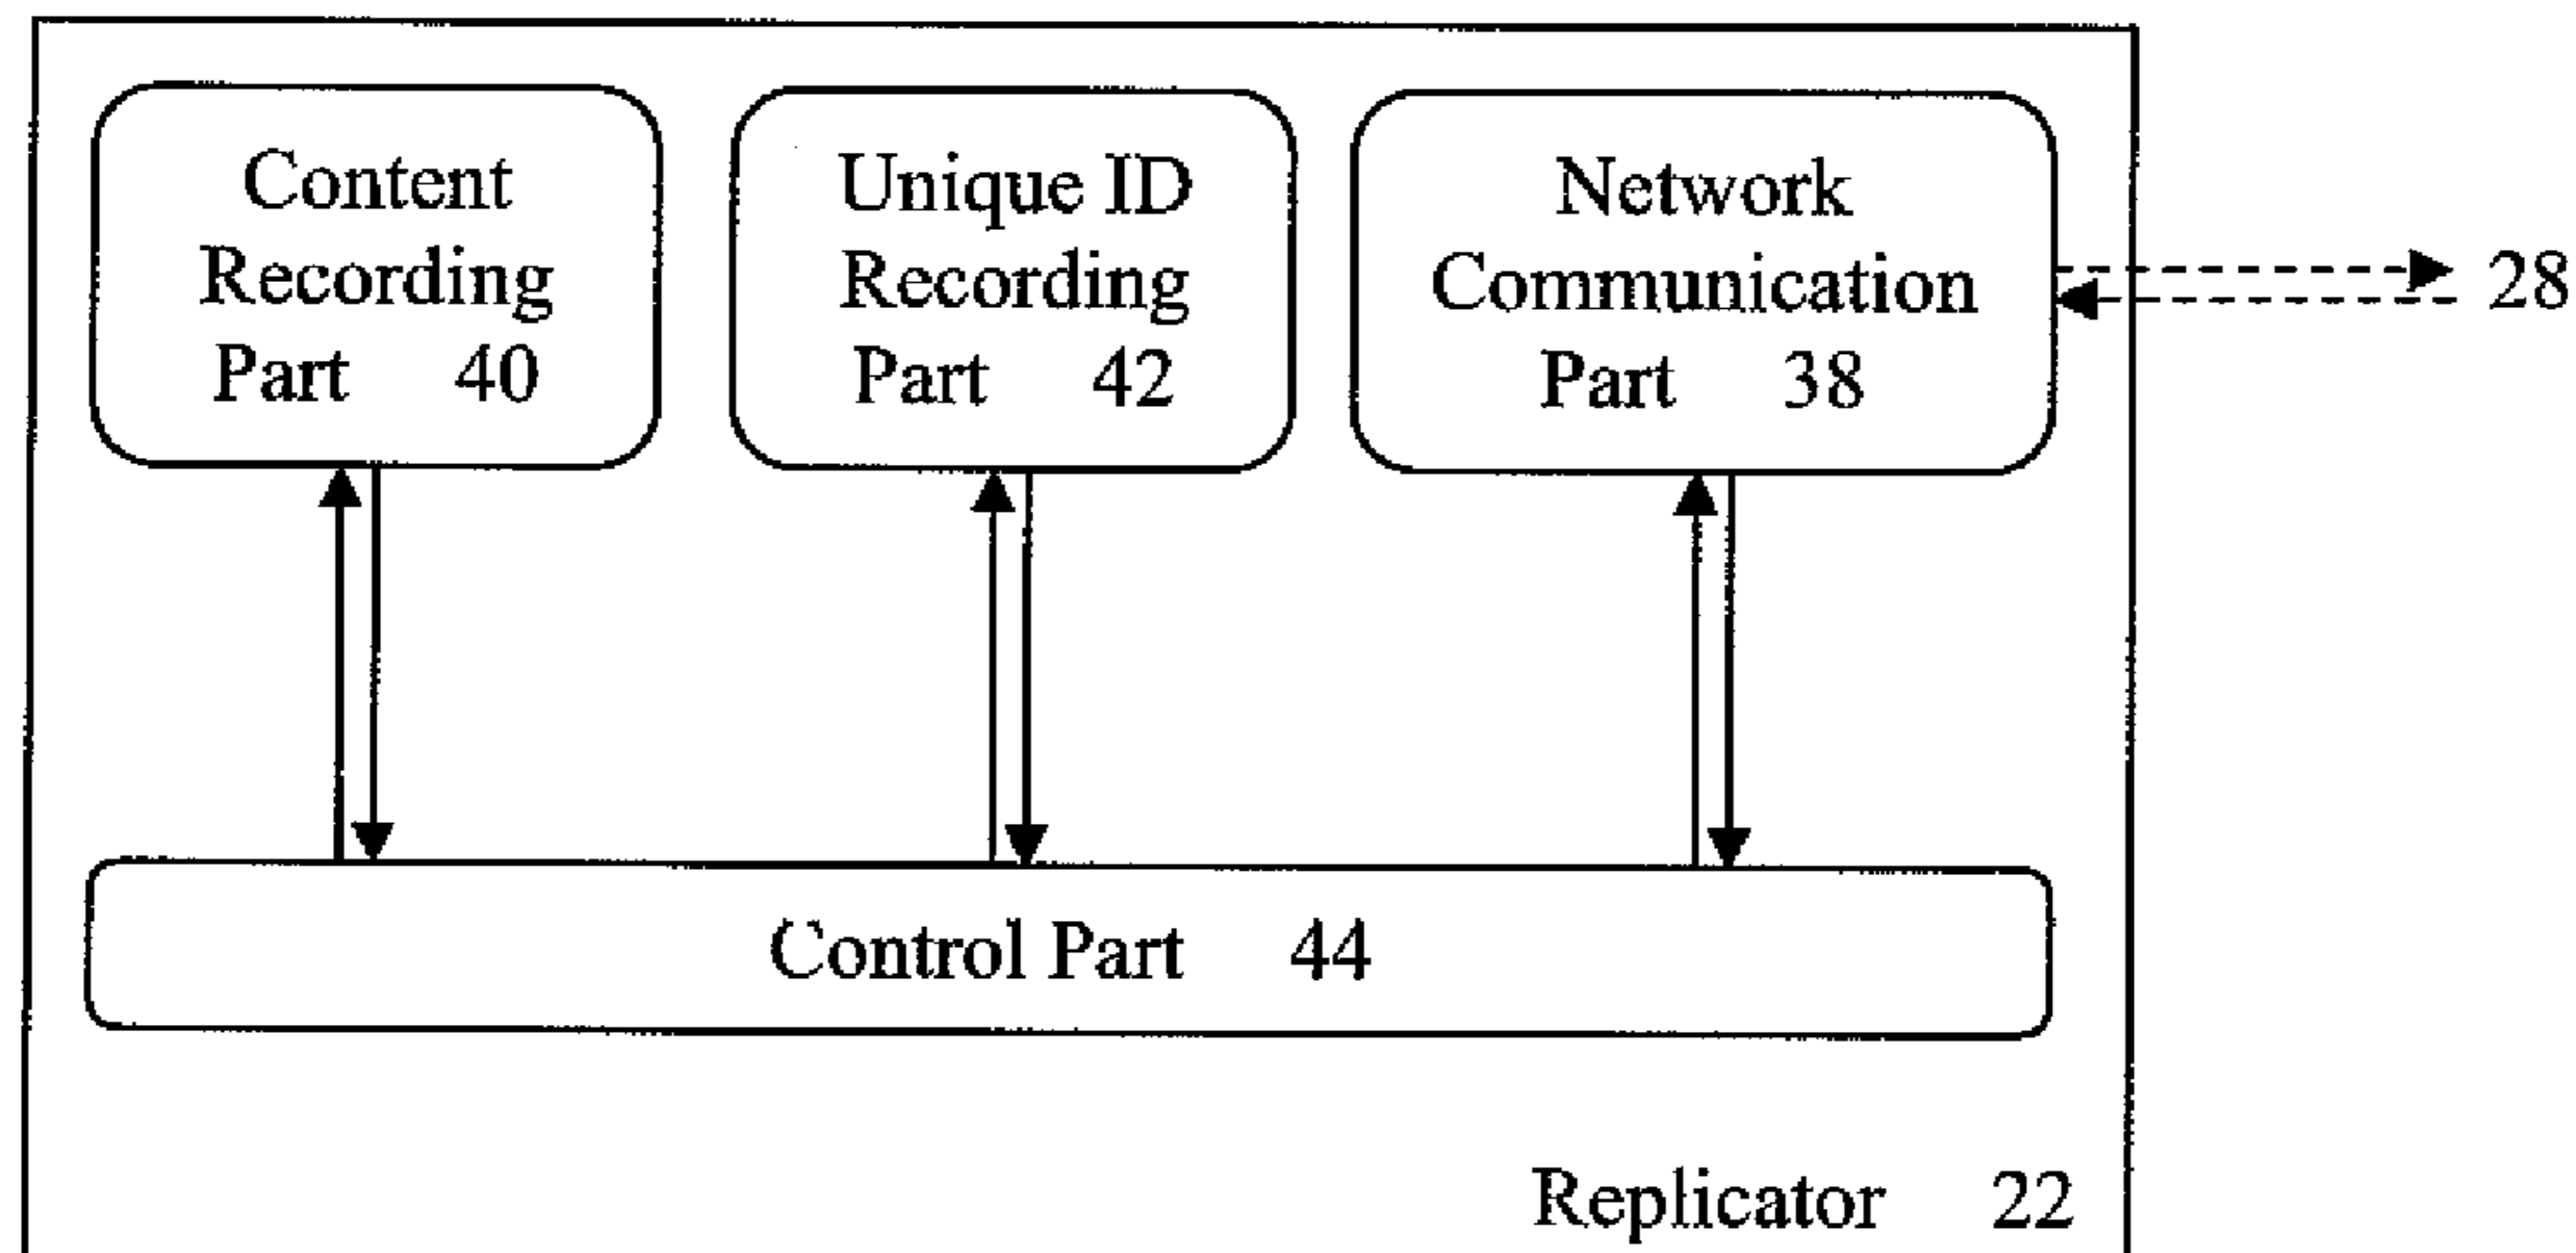 Content
Recording
Part 40
Unique ID
Recording
Part 42
Network
Communication
Part 38
28
Control Part 44
Replicator 22